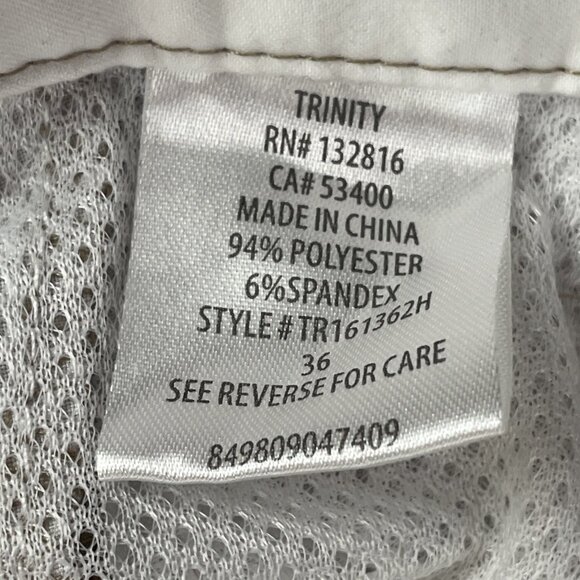 TRINITY
RN# 132816
CA# 53400
MADE IN CHINA
94% POLYESTER
6%SPANDEX
STYLE#TR161362H
36
SEE REVERSE FOR CARE
849809047409